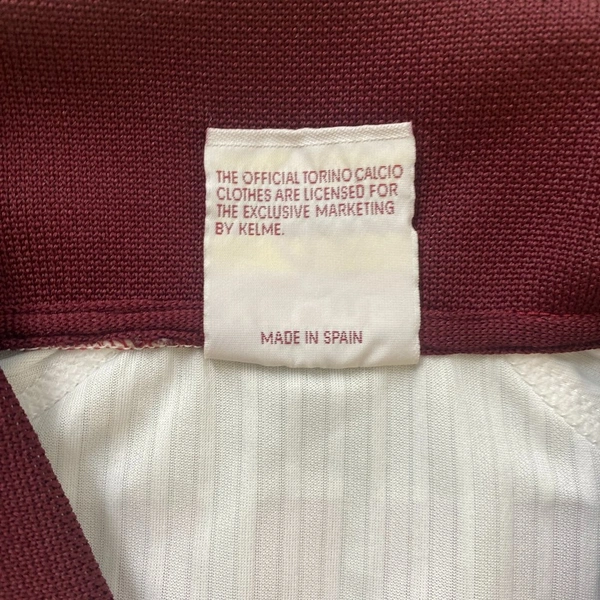 THE OFFICIAL TORINO CALCIO
CLOTHES ARE LICENSED FOR
THE EXCLUSIVE MARKETING
BY KELME.
MADE IN SPAIN